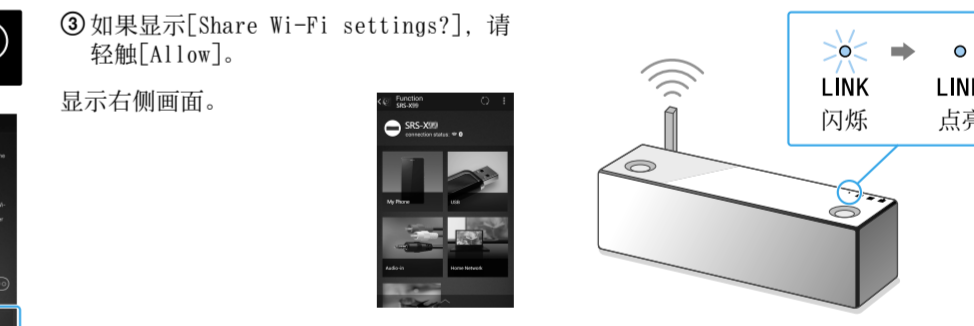 ③如果显示[Share Wi-Fi settings?]，请
轻触[Allow]。
显示右侧画面。
Function
SRS-X99
SRS-X99
connection status
My Phone
USB
Audio-in
Home Network
LINK
闪烁
点亮